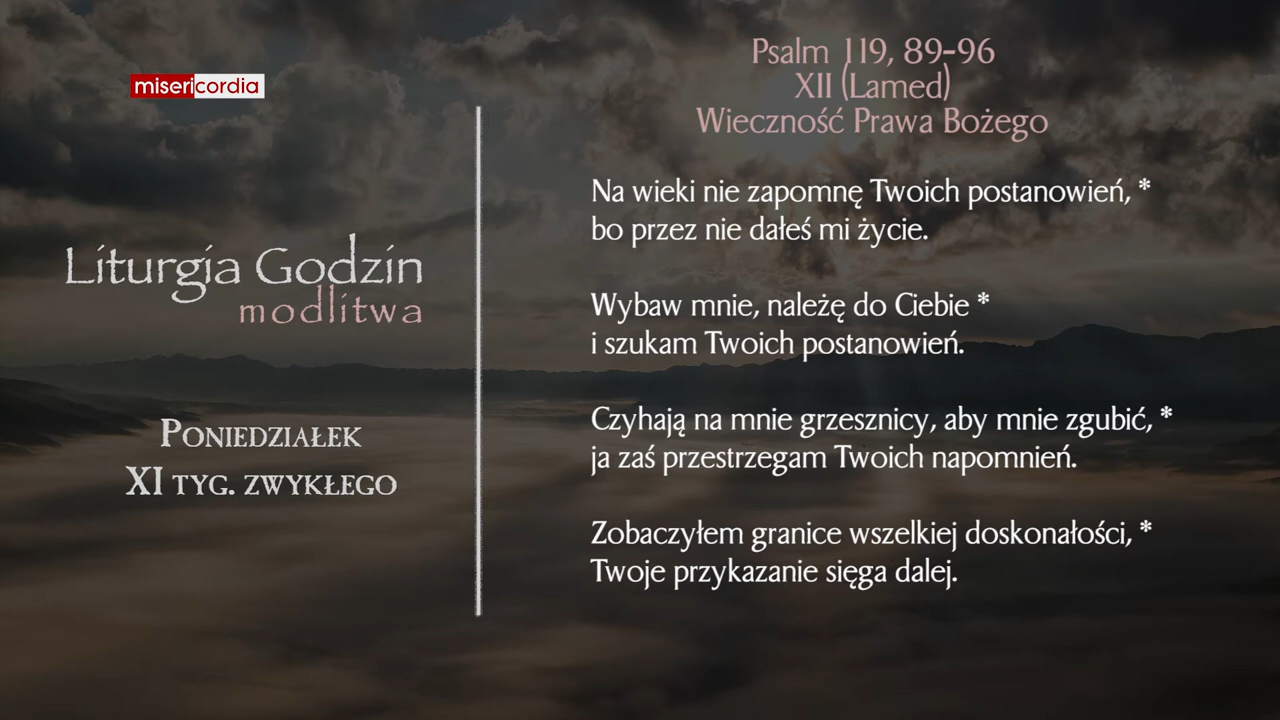 misericordia
Liturgia Godzin
modlitwa
Poniedziałek
XI tyg. zwykłego
Psalm 119, 89-96
XII (Lamed)
Wieczność Prawa Bożego
Na wieki nie zapomnę Twoich postanowień, *
bo przez nie dałeś mi życie.
Wybaw mnie, należę do Ciebie *
i szukam Twoich postanowień.
Czyhają na mnie grzesznicy, aby mnie zgubić, *
ja zaś przestrzegam Twoich napomnień.
Zobaczyłem granice wszelkiej doskonałości, *
Twoje przykazanie sięga dalej.